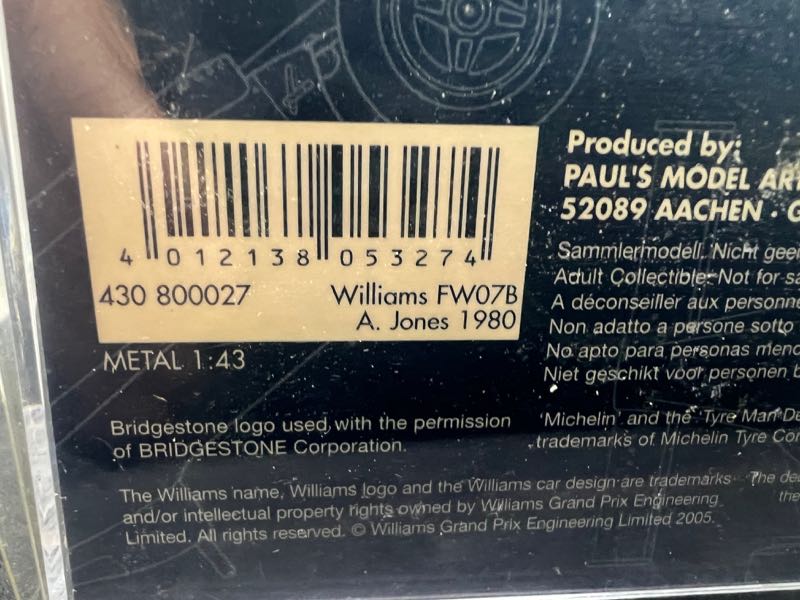 4 012138 053274
430 800027 Williams FW07B
A. Jones 1980
METAL 1:43
Bridgestone logo used with the permission
of BRIDGESTONE Corporation.
The Williams name, Williams logo and the Williams car design are trademarks
and/or intellectual property rights owned by Williams Grand Prix Engineering
Limited. All rights reserved. © Williams Grand Prix Engineering Limited 2005.
Produced by:
PAUL'S MODEL
52089 AACHEN ·
Sammlermodell. Nicht
Adult Collectible. Not for
A déconseiller aux
Non adatto a persone sotto
No apto para personas
Niet geschikt voor personen
'Michelin' and the 'Tyre Man
trademarks of Michelin Tyre
The